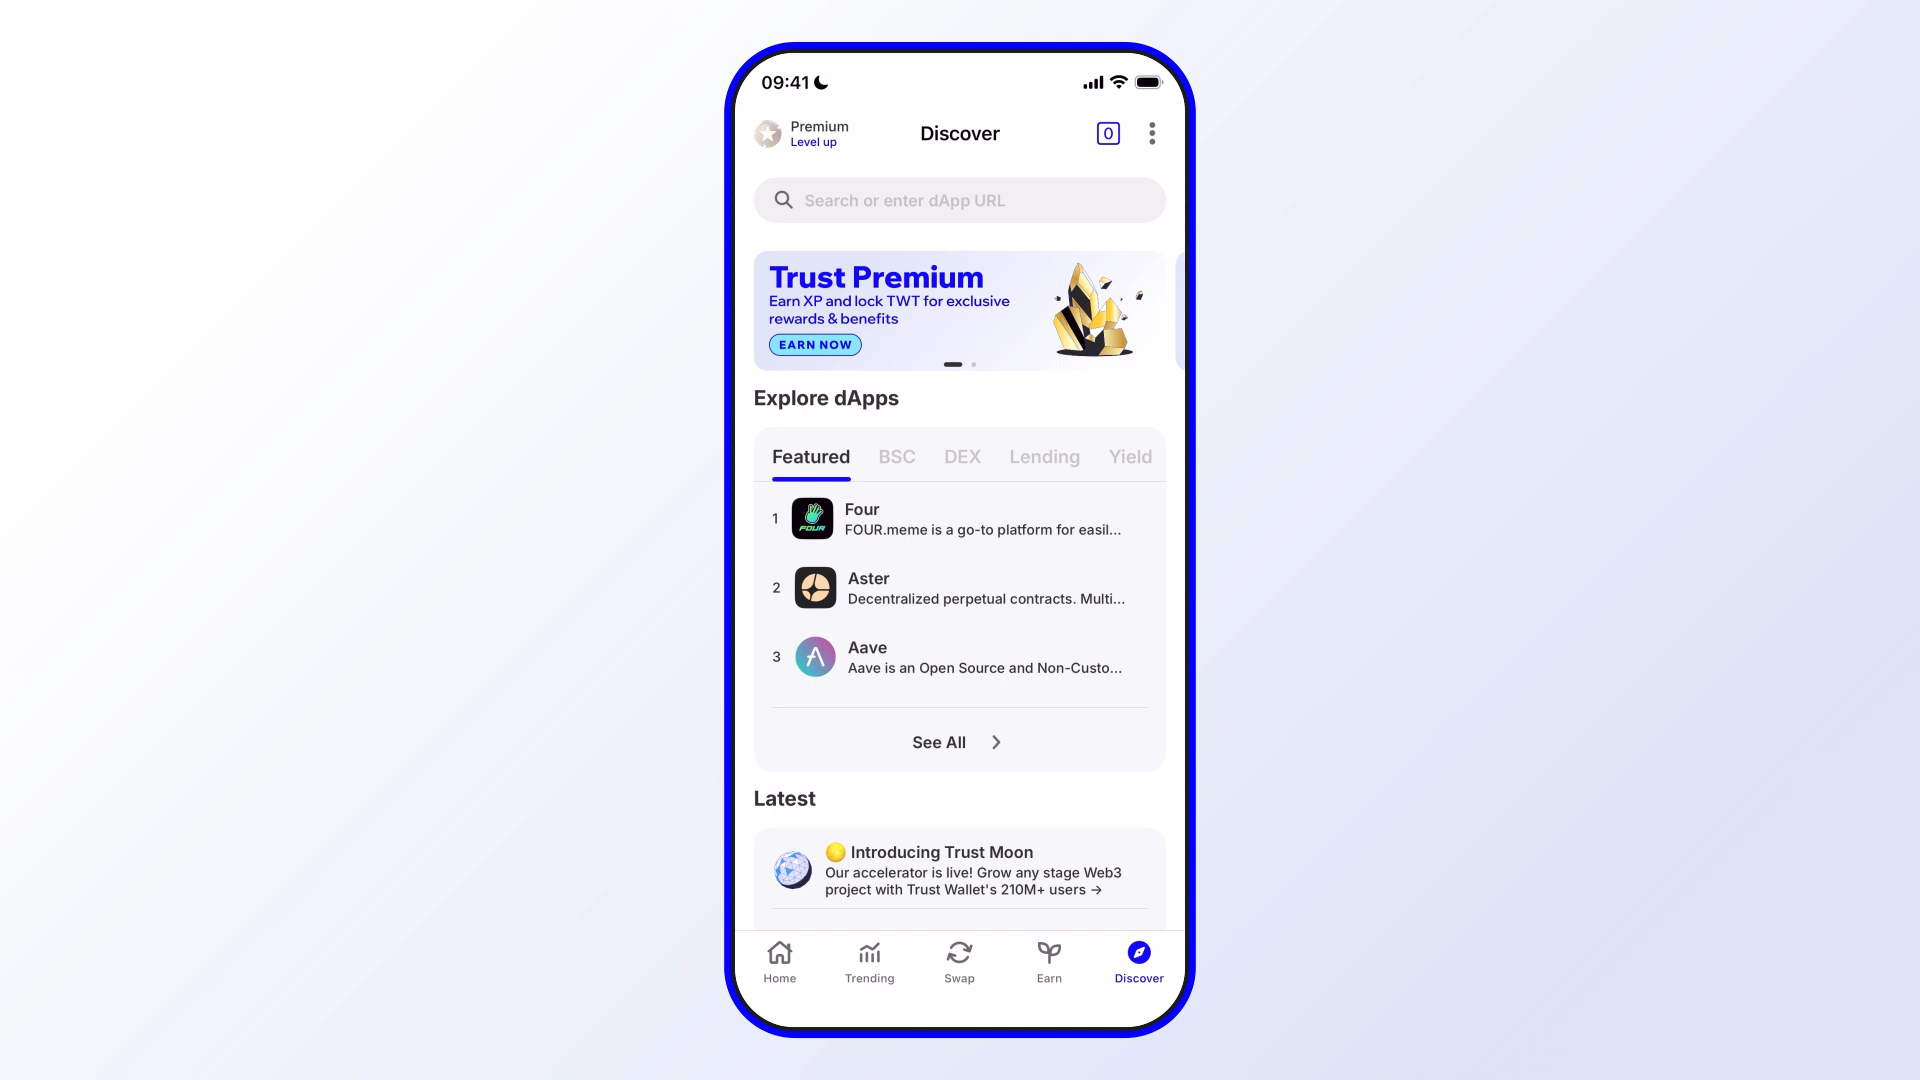 09:41
Premium
Level up
Discover
0
Search or enter dApp URL
Trust Premium
Earn XP and lock TWT for exclusive
rewards & benefits
EARN NOW
Explore dApps
Featured BSC DEX Lending Yield
1
FOUR
Four
FOUR.meme is a go-to platform for easil...
2
Aster
Decentralized perpetual contracts. Multi...
3
Aave
Aave is an Open Source and Non-Custo...
See All
Latest
🟡 Introducing Trust Moon
Our accelerator is live! Grow any stage Web3
project with Trust Wallet's 210M+ users →
Home Trending Swap Earn Discover